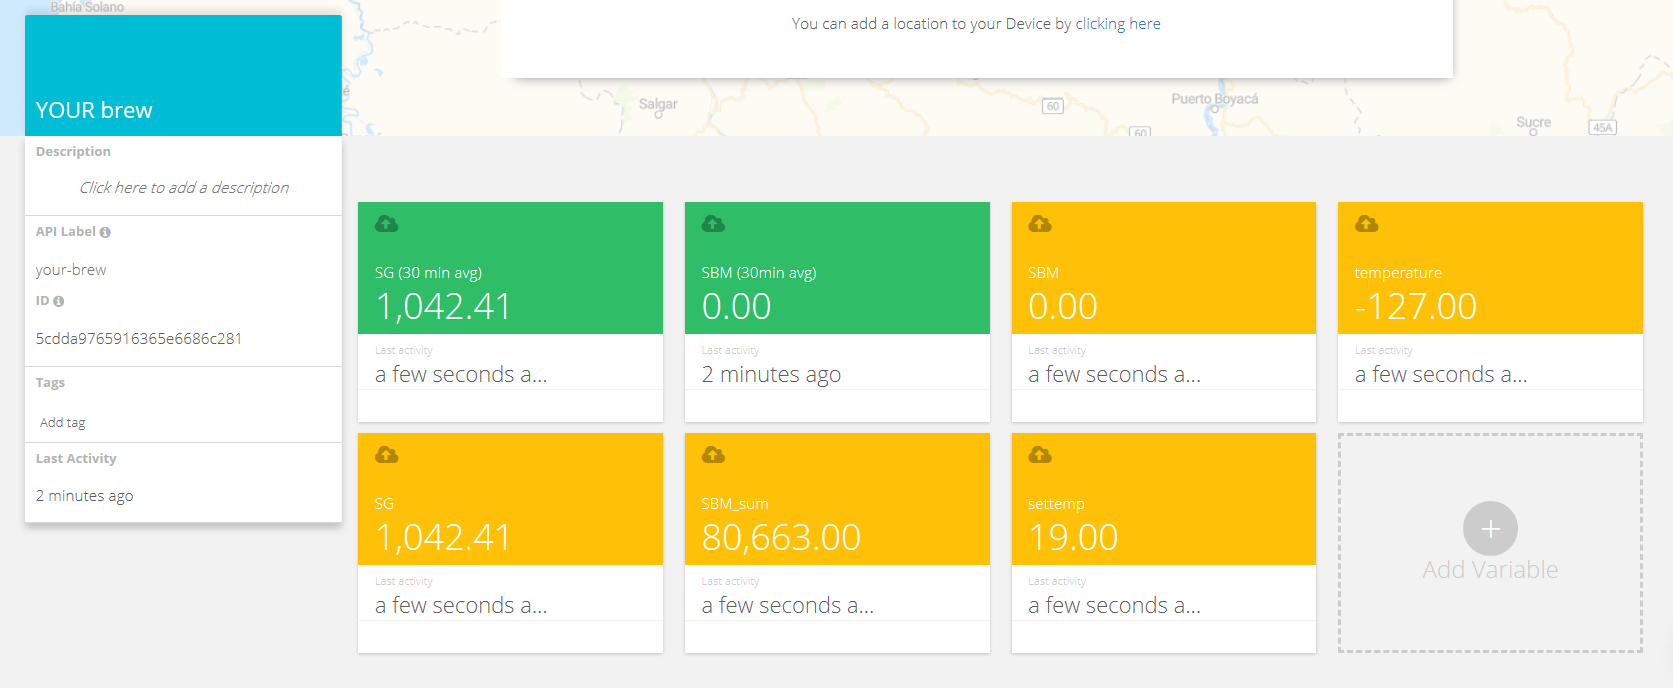 Bahía Solano
You can add a location to your Device by clicking here
Salgar
60
Puerto Boyacá
60
Sucre
45A
YOUR brew
Description
Click here to add a description
API Label
your-brew
ID
5cdda9765916365e6686c281
Tags
Add tag
Last Activity
2 minutes ago
SG (30 min avg)
1,042.41
Last activity
a few seconds a...
SBM (30min avg)
0.00
Last activity
2 minutes ago
SBM
0.00
Last activity
a few seconds a...
temperature
-127.00
Last activity
a few seconds a...
SG
1,042.41
Last activity
a few seconds a...
SBM_sum
80,663.00
Last activity
a few seconds a...
settemp
19.00
Last activity
a few seconds a...
Add Variable